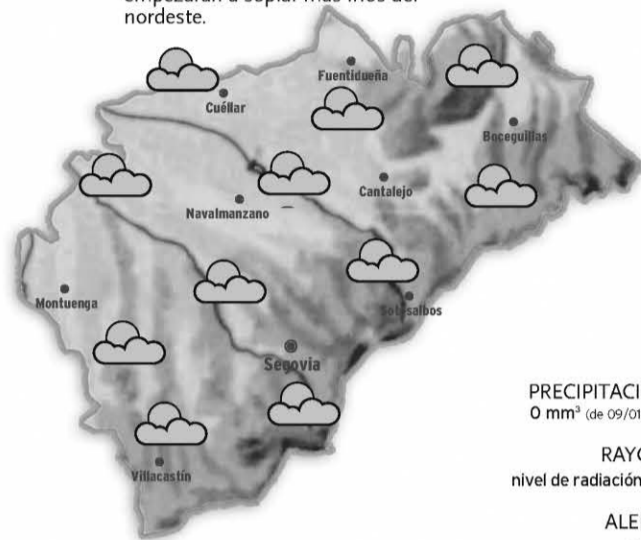 nordeste.
Fuentidueña
Cuéllar
Boceguillas
Cantalejo
Navalmanzano
Montuenga
Sotosalbos
Segovia
Villacastín
PRECIPITACI
0 mm³ (de 09/01
RAYO
nivel de radiación
ALE